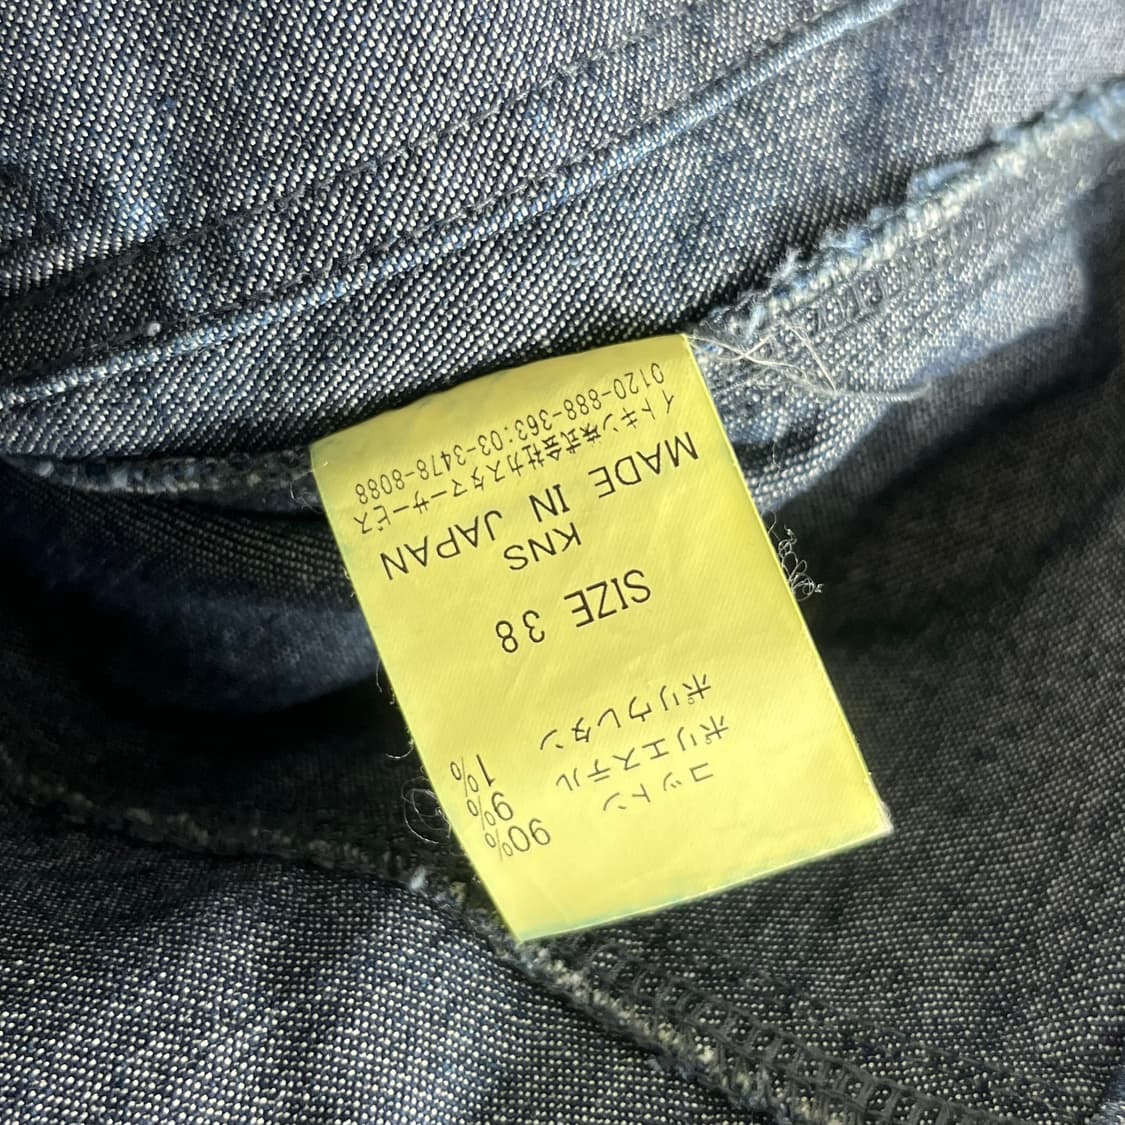 コットン 90%
ポリエステル 9%
ポリウレタン 1%
SIZE 38
KNS
MADE IN JAPAN
イトキン株式会社カスタマーサービス
0120-888-363:03-3478-8088